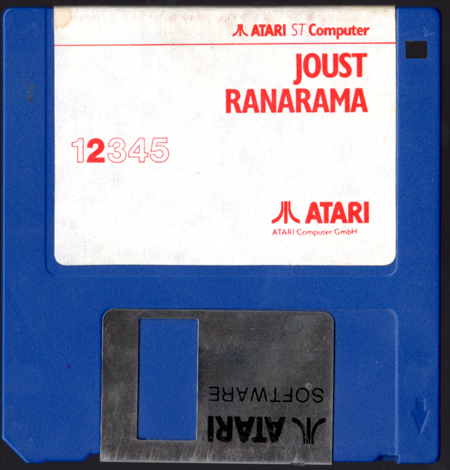 ATARI ST Computer
JOUST
RANARAMA
12345
ATARI
ATARI Computer GmbH
SOFTWARE
ATARI